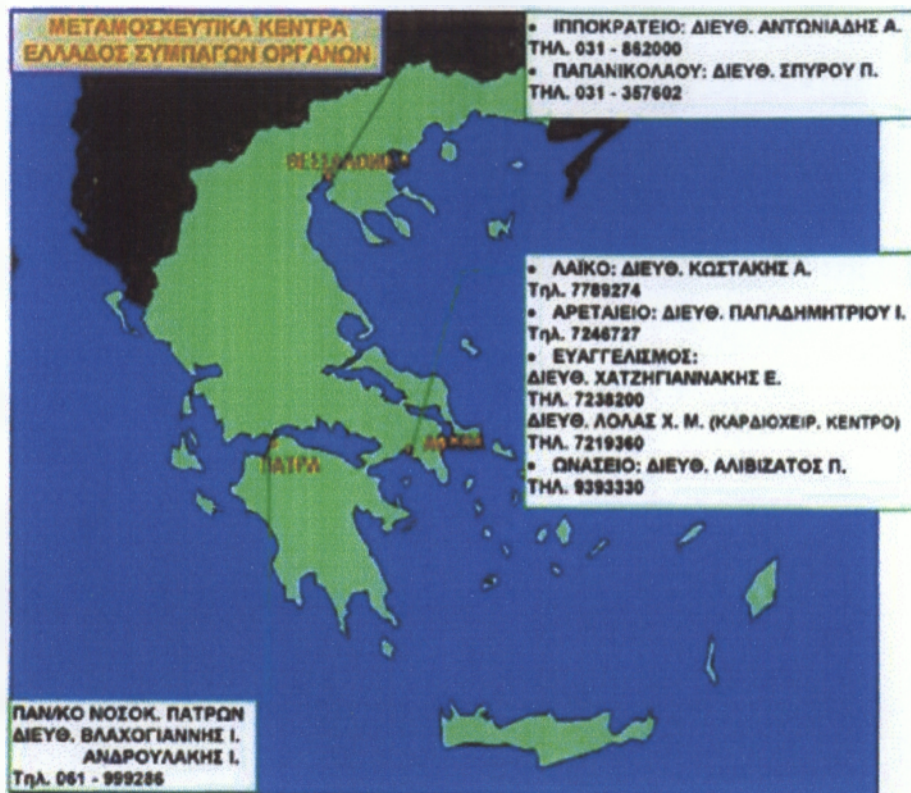 ΜΕΤΑΜΟΣΧΕΥΤΙΚΑ ΚΕΝΤΡΑ
ΕΛΛΑΔΟΣ ΣΥΜΠΑΓΩΝ ΟΡΓΑΝΩΝ
• ΙΠΠΟΚΡΑΤΕΙΟ: ΔΙΕΥΘ. ΑΝΤΩΝΙΑΔΗΣ Α.
ΤΗΛ. 031 - 862000
• ΠΑΠΑΝΙΚΟΛΑΟΥ: ΔΙΕΥΘ. ΣΠΥΡΟΥ Π.
ΤΗΛ. 031 - 357602
ΘΕΣΣΑΛΟΝΙΚΗ
• ΛΑΪΚΟ: ΔΙΕΥΘ. ΚΩΣΤΑΚΗΣ Α.
Τηλ. 7789274
• ΑΡΕΤΑΙΕΙΟ: ΔΙΕΥΘ. ΠΑΠΑΔΗΜΗΤΡΙΟΥ Ι.
Τηλ. 7246727
• ΕΥΑΓΓΕΛΙΣΜΟΣ:
ΔΙΕΥΘ. ΧΑΤΖΗΓΙΑΝΝΑΚΗΣ Ε.
ΤΗΛ. 7238200
ΔΙΕΥΘ. ΛΟΛΑΣ Χ. Μ. (ΚΑΡΔΙΟΧΕΙΡ. ΚΕΝΤΡΟ)
ΤΗΛ. 7219360
• ΩΝΑΣΕΙΟ: ΔΙΕΥΘ. ΑΛΙΒΙΖΑΤΟΣ Π.
ΤΗΛ. 9393330
ΑΘΗΝΑ
ΠΑΤΡΑ
ΠΑΝ/ΚΟ ΝΟΣΟΚ. ΠΑΤΡΩΝ
ΔΙΕΥΘ. ΒΛΑΧΟΓΙΑΝΝΗΣ Ι.
ΑΝΔΡΟΥΛΑΚΗΣ Ι.
Τηλ. 061 - 999286